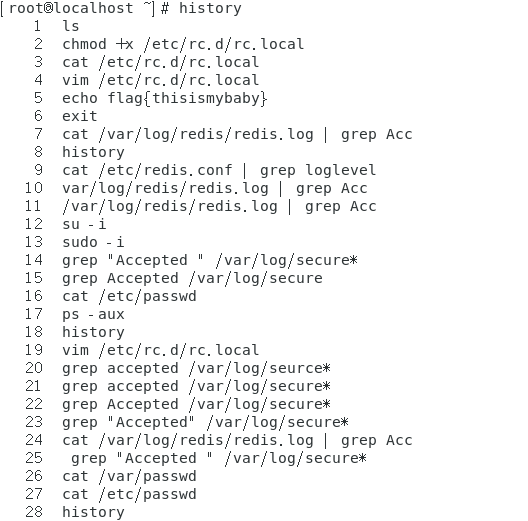 [root@localhost ~]# history
1 ls
2 chmod +x /etc/rc.d/rc.local
3 cat /etc/rc.d/rc.local
4 vim /etc/rc.d/rc.local
5 echo flag{thisismybaby}
6 exit
7 cat /var/log/redis/redis.log | grep Acc
8 history
9 cat /etc/redis.conf | grep loglevel
10 var/log/redis/redis.log | grep Acc
11 /var/log/redis/redis.log | grep Acc
12 su -i
13 sudo -i
14 grep "Accepted " /var/log/secure*
15 grep Accepted /var/log/secure
16 cat /etc/passwd
17 ps -aux
18 history
19 vim /etc/rc.d/rc.local
20 grep accepted /var/log/seurce*
21 grep accepted /var/log/secure*
22 grep Accepted /var/log/secure*
23 grep "Accepted" /var/log/secure*
24 cat /var/log/redis/redis.log | grep Acc
25  grep "Accepted " /var/log/secure*
26 cat /var/passwd
27 cat /etc/passwd
28 history